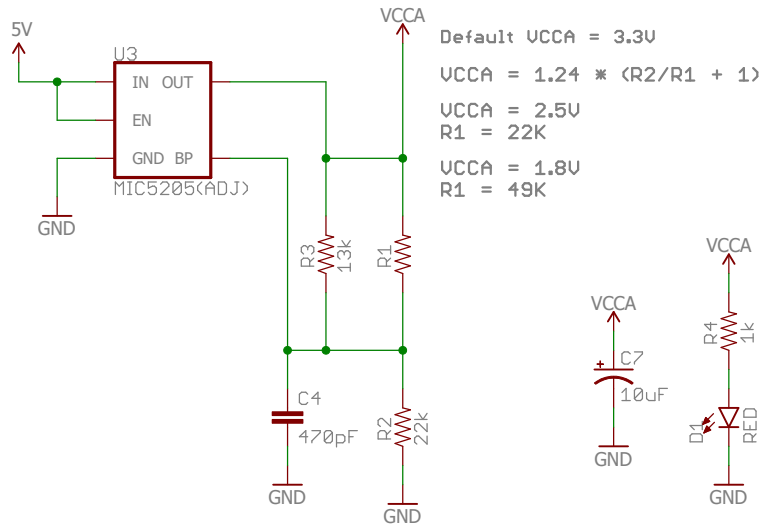 5V
VCCA
Default VCCA = 3.3V
U3
IN OUT
VCCA = 1.24 * (R2/R1 + 1)
EN
VCCA = 2.5V
R1 = 22K
GND BP
VCCA = 1.8V
R1 = 49K
MIC5205(ADJ)
GND
R3
13k
R1
VCCA
VCCA
R4
1k
C7
10uF
C4
470pF
R2
22k
D1
RED
GND
GND
GND
GND